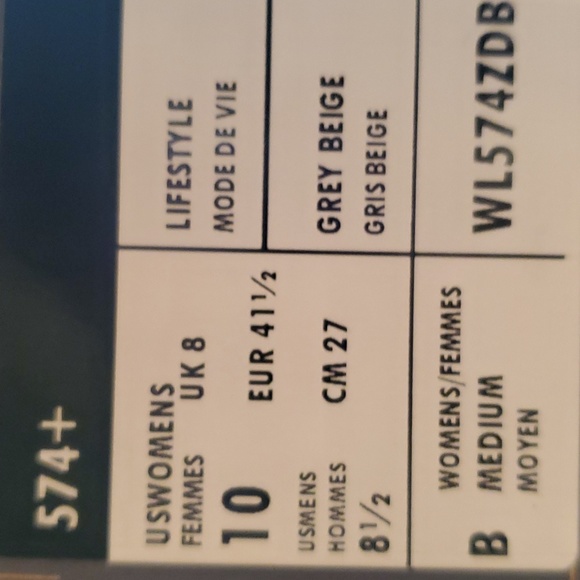 574+
USWOMENS
FEMMES UK 8
10 EUR 41½
USMENS
HOMMES CM 27
8½
LIFESTYLE
MODE DE VIE
GREY BEIGE
GRIS BEIGE
B WOMENS/FEMMES
MEDIUM
MOYEN
WL574ZDB